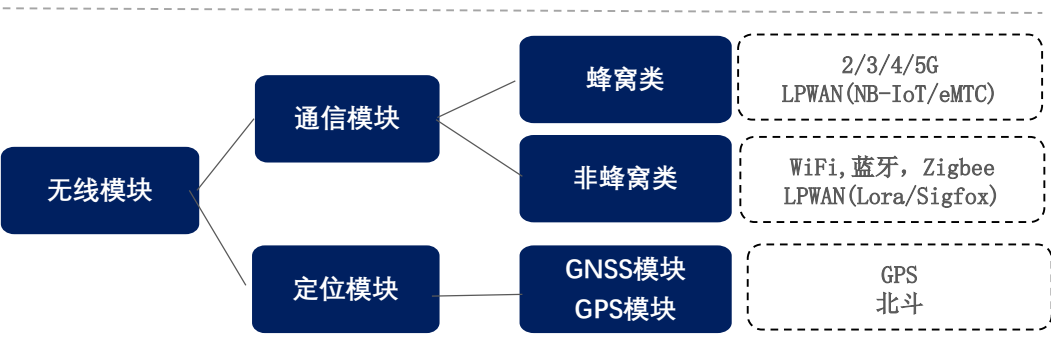 无线模块
通信模块
蜂窝类
2/3/4/5G
LPWAN(NB-IoT/eMTC)
非蜂窝类
WiFi,蓝牙，Zigbee
LPWAN(Lora/Sigfox)
定位模块
GNSS模块
GPS模块
GPS
北斗